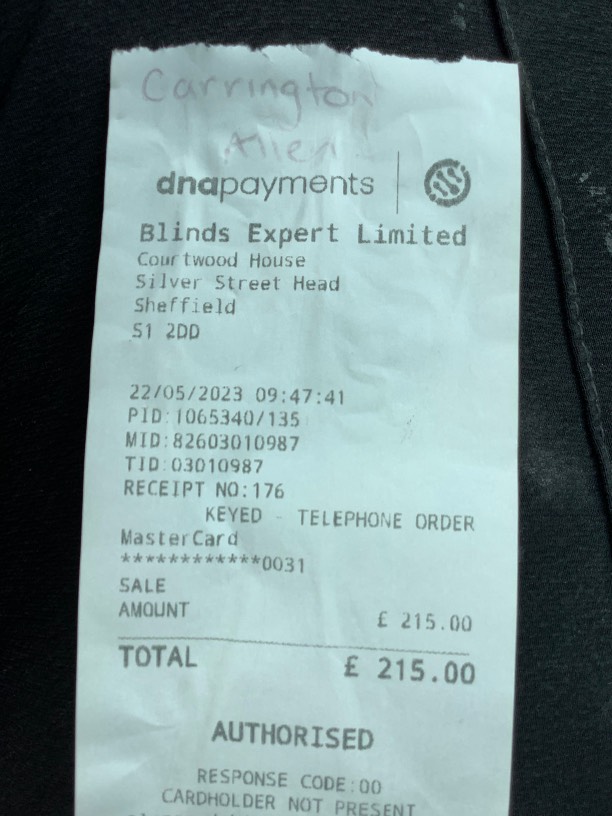 Carrington
Allen
dnapayments
Blinds Expert Limited
Courtwood House
Silver Street Head
Sheffield
S1 2DD
22/05/2023 09:47:41
PID:1065340/135
MID:82603010987
TID:03010987
RECEIPT NO:176
KEYED - TELEPHONE ORDER
MasterCard
************0031
SALE
AMOUNT £ 215.00
TOTAL £ 215.00
AUTHORISED
RESPONSE CODE:00
CARDHOLDER NOT PRESENT